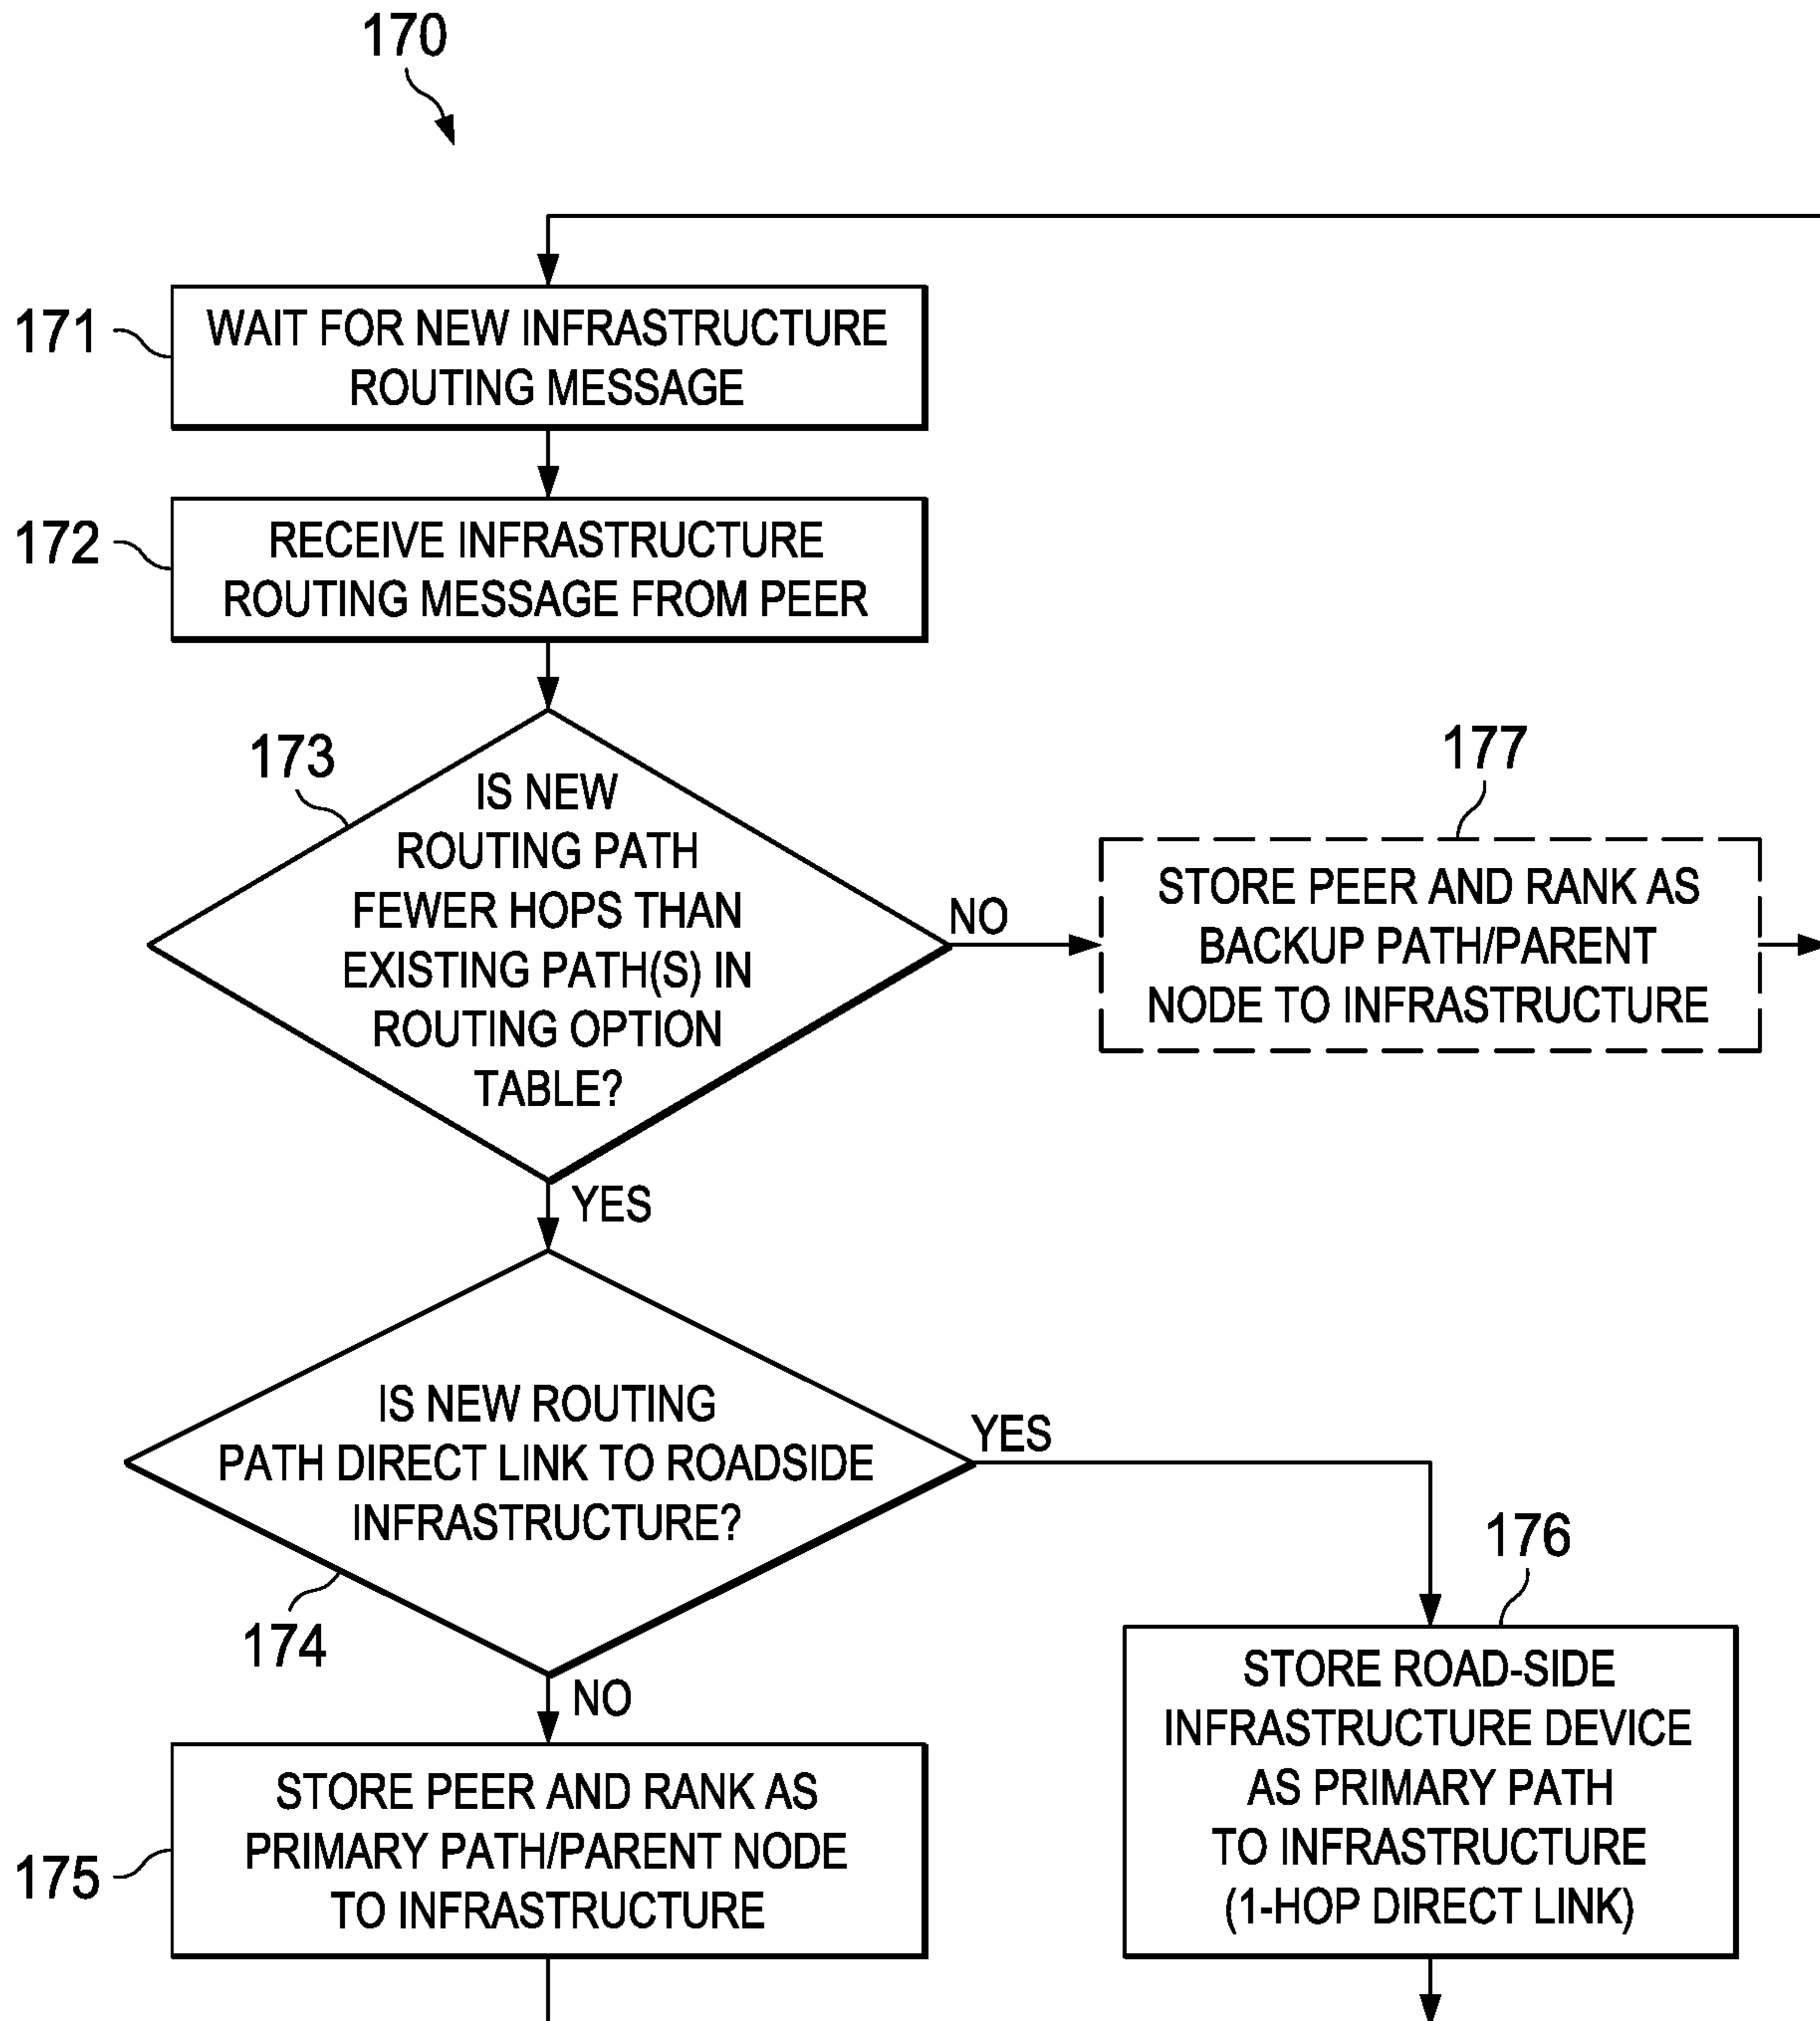 170
171
WAIT FOR NEW INFRASTRUCTURE
ROUTING MESSAGE
172
RECEIVE INFRASTRUCTURE
ROUTING MESSAGE FROM PEER
173
IS NEW
ROUTING PATH
FEWER HOPS THAN
EXISTING PATH(S) IN
ROUTING OPTION
TABLE?
NO
177
STORE PEER AND RANK AS
BACKUP PATH/PARENT
NODE TO INFRASTRUCTURE
YES
IS NEW ROUTING
PATH DIRECT LINK TO ROADSIDE
INFRASTRUCTURE?
YES
174
NO
176
STORE ROAD-SIDE
INFRASTRUCTURE DEVICE
AS PRIMARY PATH
TO INFRASTRUCTURE
(1-HOP DIRECT LINK)
175
STORE PEER AND RANK AS
PRIMARY PATH/PARENT NODE
TO INFRASTRUCTURE